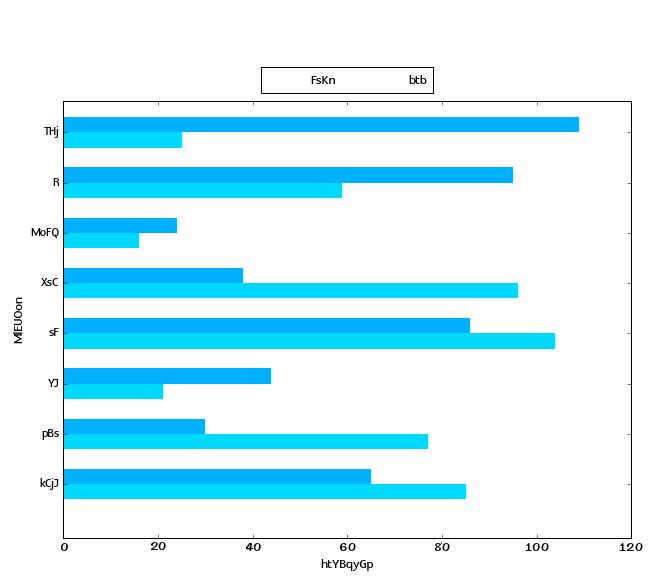 FsKn btb
THj
R
MoFQ
XsC
sF
YJ
pBs
kCjJ
MEUOon
0 20 40 60 80 100 120
htYBqyGp